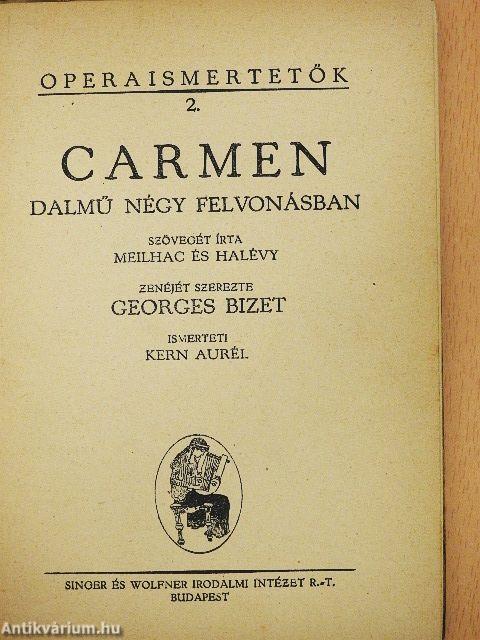 OPERAISMERTETŐK
2.
CARMEN
DALMŰ NÉGY FELVONÁSBAN
SZÖVEGÉT ÍRTA
MEILHAC ÉS HALÉVY
ZENÉJÉT SZEREZTE
GEORGES BIZET
ISMERTETI
KERN AURÉL
SINGER ÉS WOLFNER IRODALMI INTÉZET R.-T.
BUDAPEST
Antikvárium.hu